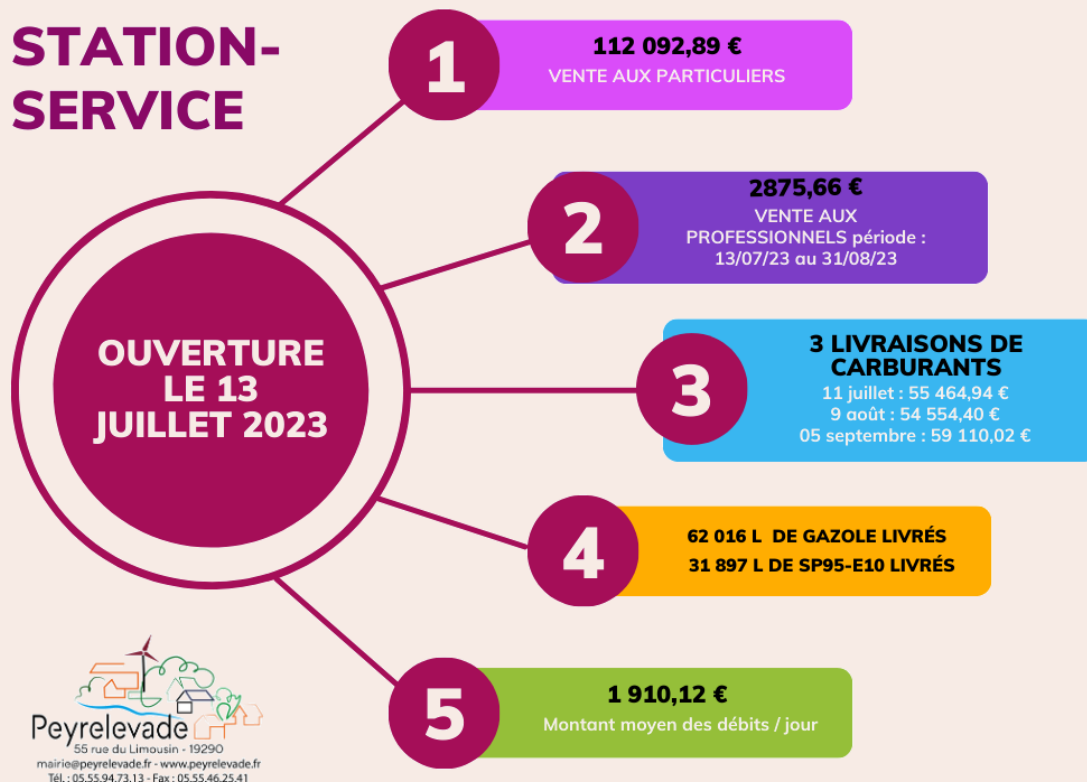 STATION-
SERVICE
1
112 092,89 €
VENTE AUX PARTICULIERS
2
2875,66 €
VENTE AUX
PROFESSIONNELS période :
13/07/23 au 31/08/23
OUVERTURE
LE 13
JUILLET 2023
3
3 LIVRAISONS DE
CARBURANTS
11 juillet : 55 464,94 €
9 août : 54 554,40 €
05 septembre : 59 110,02 €
4
62 016 L DE GAZOLE LIVRÉS
31 897 L DE SP95-E10 LIVRÉS
5
1 910,12 €
Montant moyen des débits / jour
Peyrelevade
55 rue du Limousin - 19290
mairie@peyrelevade.fr - www.peyrelevade.fr
Tél. : 05.55.94.73.13 - Fax : 05.55.46.25.41